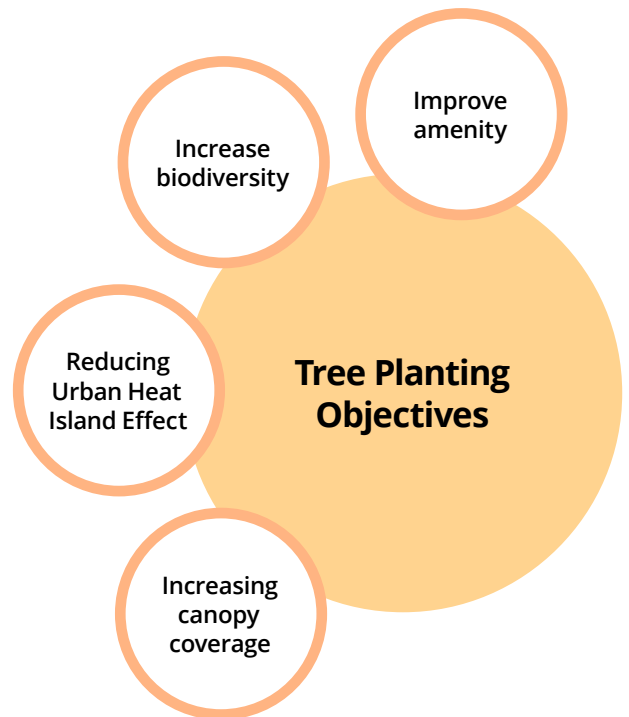 Improve
amenity
Increase
biodiversity
Reducing
Urban Heat
Island Effect
Tree Planting
Objectives
Increasing
canopy
coverage